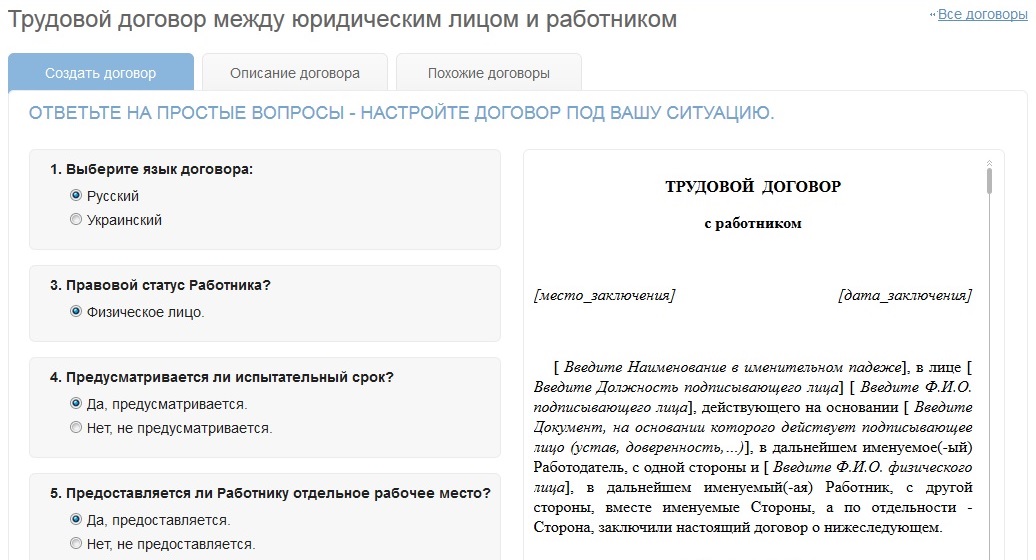 Трудовой договор между юридическим лицом и работником
Все договоры
Создать договор
Описание договора
Похожие договоры
ОТВЕТЬТЕ НА ПРОСТЫЕ ВОПРОСЫ - НАСТРОЙТЕ ДОГОВОР ПОД ВАШУ СИТУАЦИЮ.
1. Выберите язык договора:
Русский
Украинский
3. Правовой статус Работника?
Физическое лицо.
4. Предусматривается ли испытательный срок?
Да, предусматривается.
Нет, не предусматривается.
5. Предоставляется ли Работнику отдельное рабочее место?
Да, предоставляется.
Нет, не предоставляется.
ТРУДОВОЙ ДОГОВОР
с работником
[место_заключения] [дата_заключения]
[ Введите Наименование в именительном падеже], в лице [
Введите Должность подписывающего лица] [ Введите Ф.И.О.
подписывающего лица], действующего на основании [ Введите
Документ, на основании которого действует подписывающее
лицо (устав, доверенность,...)], в дальнейшем именуемое(-ый)
Работодатель, с одной стороны и [ Введите Ф.И.О. физического
лица], в дальнейшем именуемый(-ая) Работник, с другой
стороны, вместе именуемые Стороны, а по отдельности -
Сторона, заключили настоящий договор о нижеследующем.